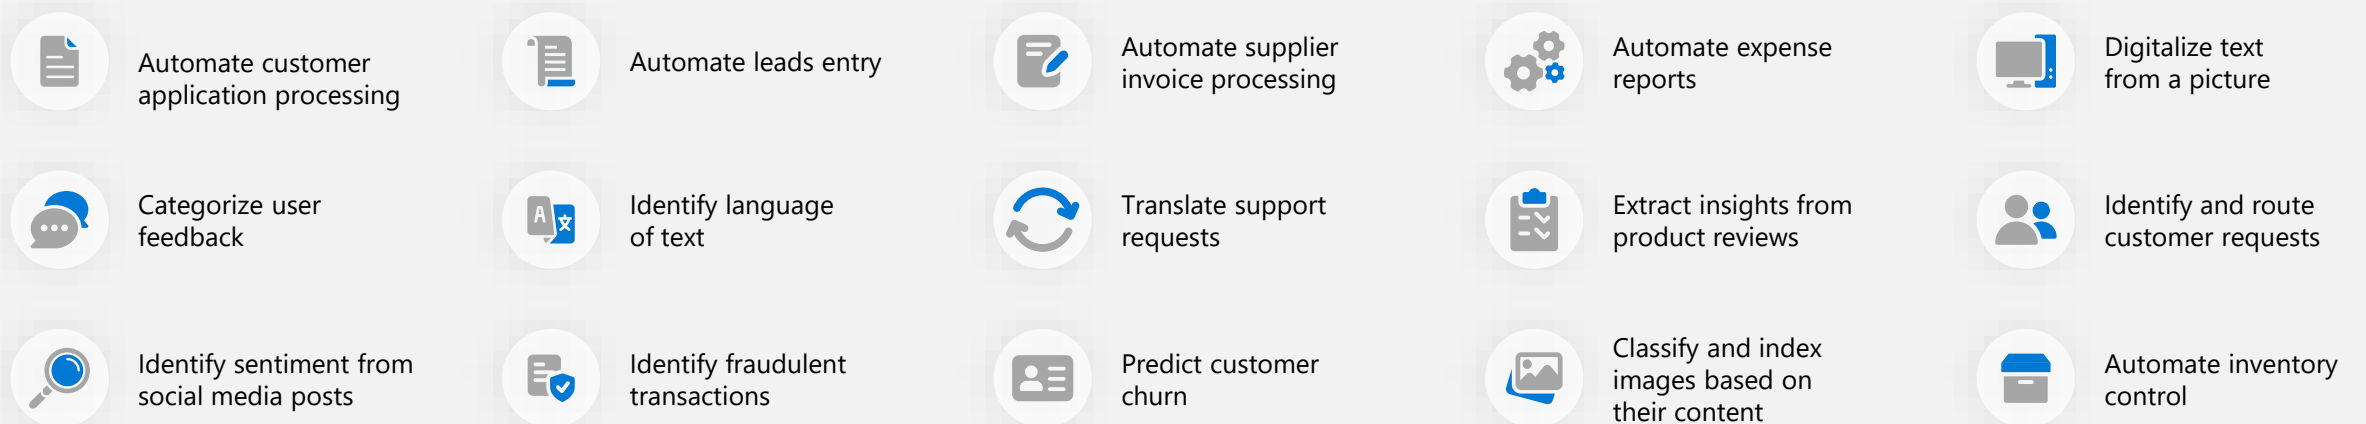 Automate customer
application processing
Automate leads entry
Automate supplier
invoice processing
Automate expense
reports
Digitalize text
from a picture
Categorize user
feedback
Identify language
of text
Translate support
requests
Extract insights from
product reviews
Identify and route
customer requests
Identify sentiment from
social media posts
Identify fraudulent
transactions
Predict customer
churn
Classify and index
images based on
their content
Automate inventory
control